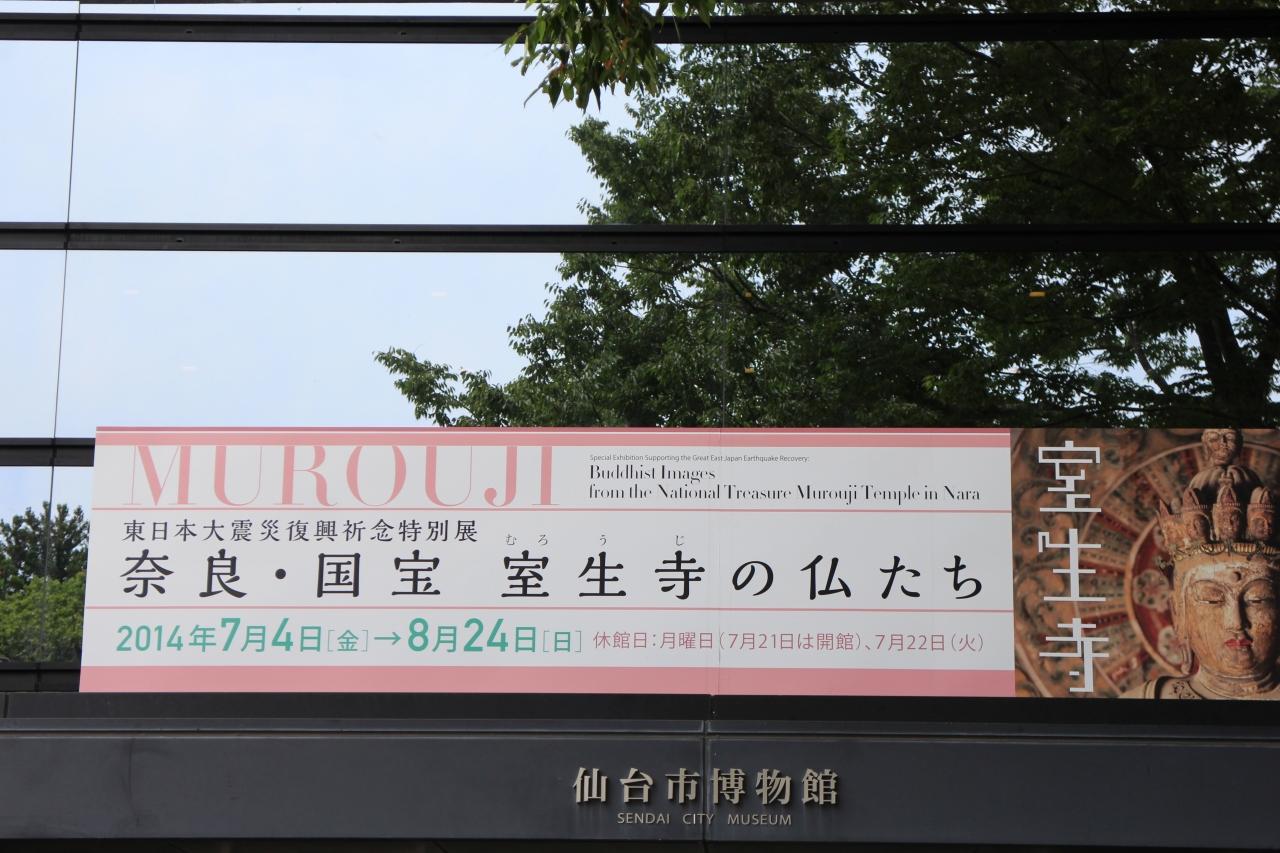 MUROUJI
Special Exhibition Supporting the Great East Japan Earthquake Recovery:
Buddhist Images
from the National Treasure Murouji Temple in Nara
東日本大震災復興祈念特別展
むろうじ
奈良・国宝 室生寺の仏たち
2014年7月4日[金]→8月24日[日] 休館日:月曜日(7月21日は開館)、7月22日(火)
室生寺
仙台市博物館
SENDAI CITY MUSEUM